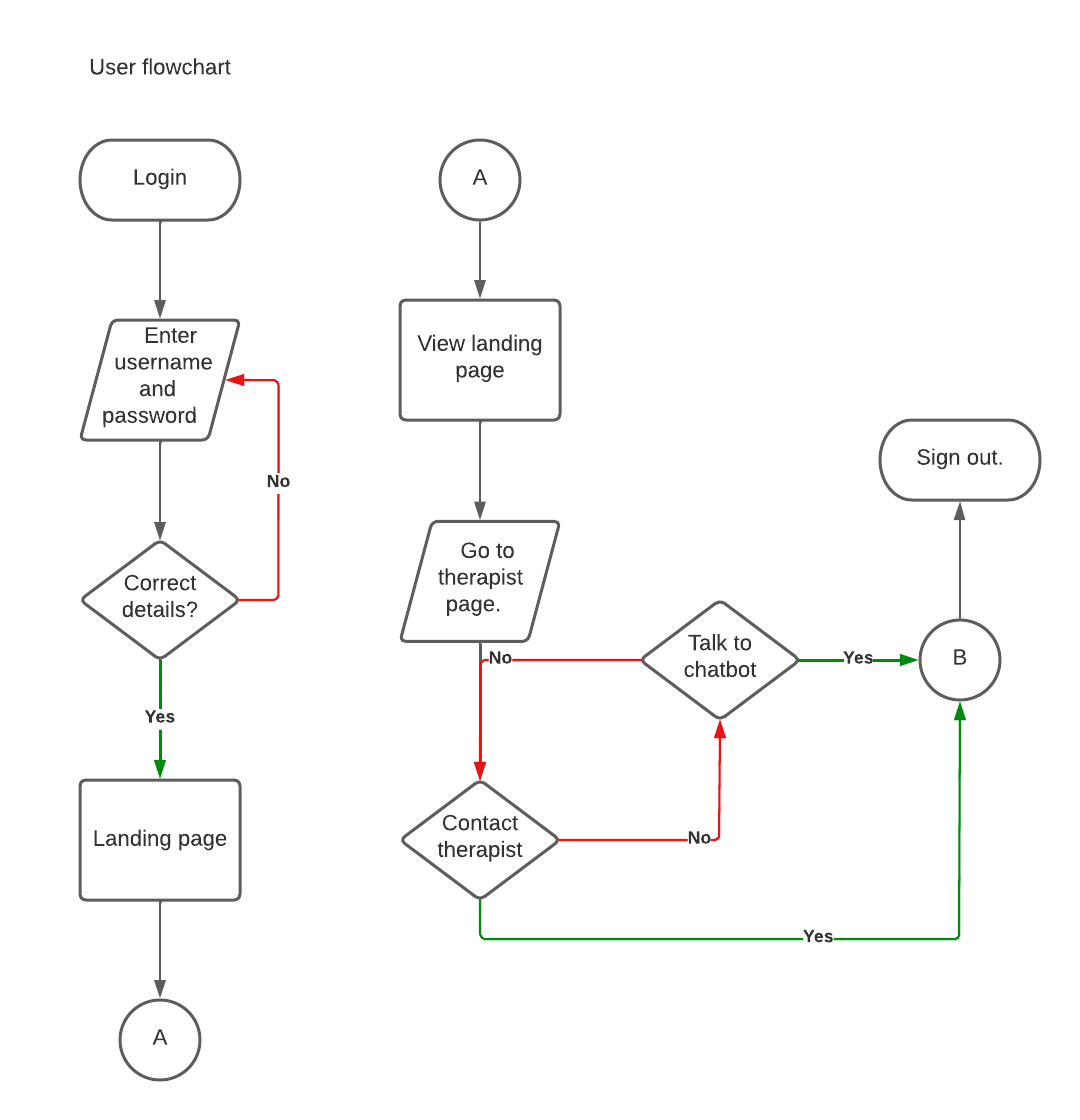 User flowchart
Login
Enter
username
and
password
No
Correct
details?
Yes
Landing page
A
A
View landing
page
Go to
therapist
page.
No
Talk to
chatbot
Yes
Contact
therapist
No
Yes
Sign out.
B